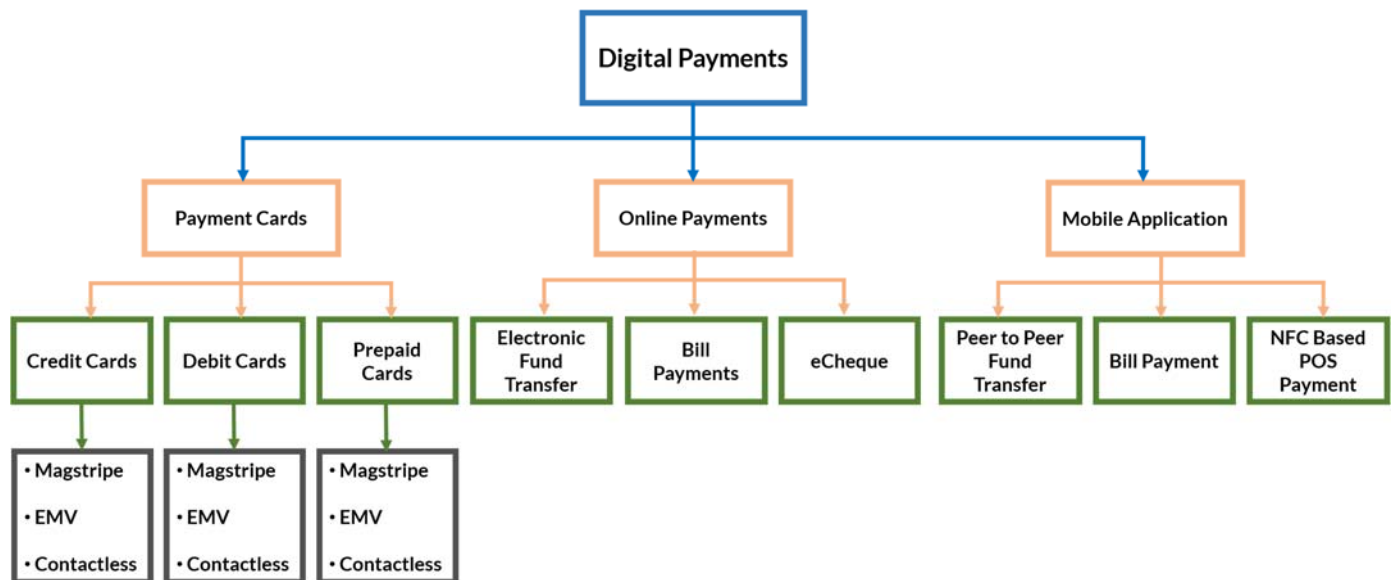 Digital Payments
Payment Cards
Online Payments
Mobile Application
Credit Cards
Debit Cards
Prepaid
Cards
Electronic
Fund
Transfer
Bill
Payments
eCheque
Peer to Peer
Fund
Transfer
Bill Payment
NFC Based
POS
Payment
• Magstripe
• EMV
• Contactless
• Magstripe
• EMV
• Contactless
• Magstripe
• EMV
• Contactless